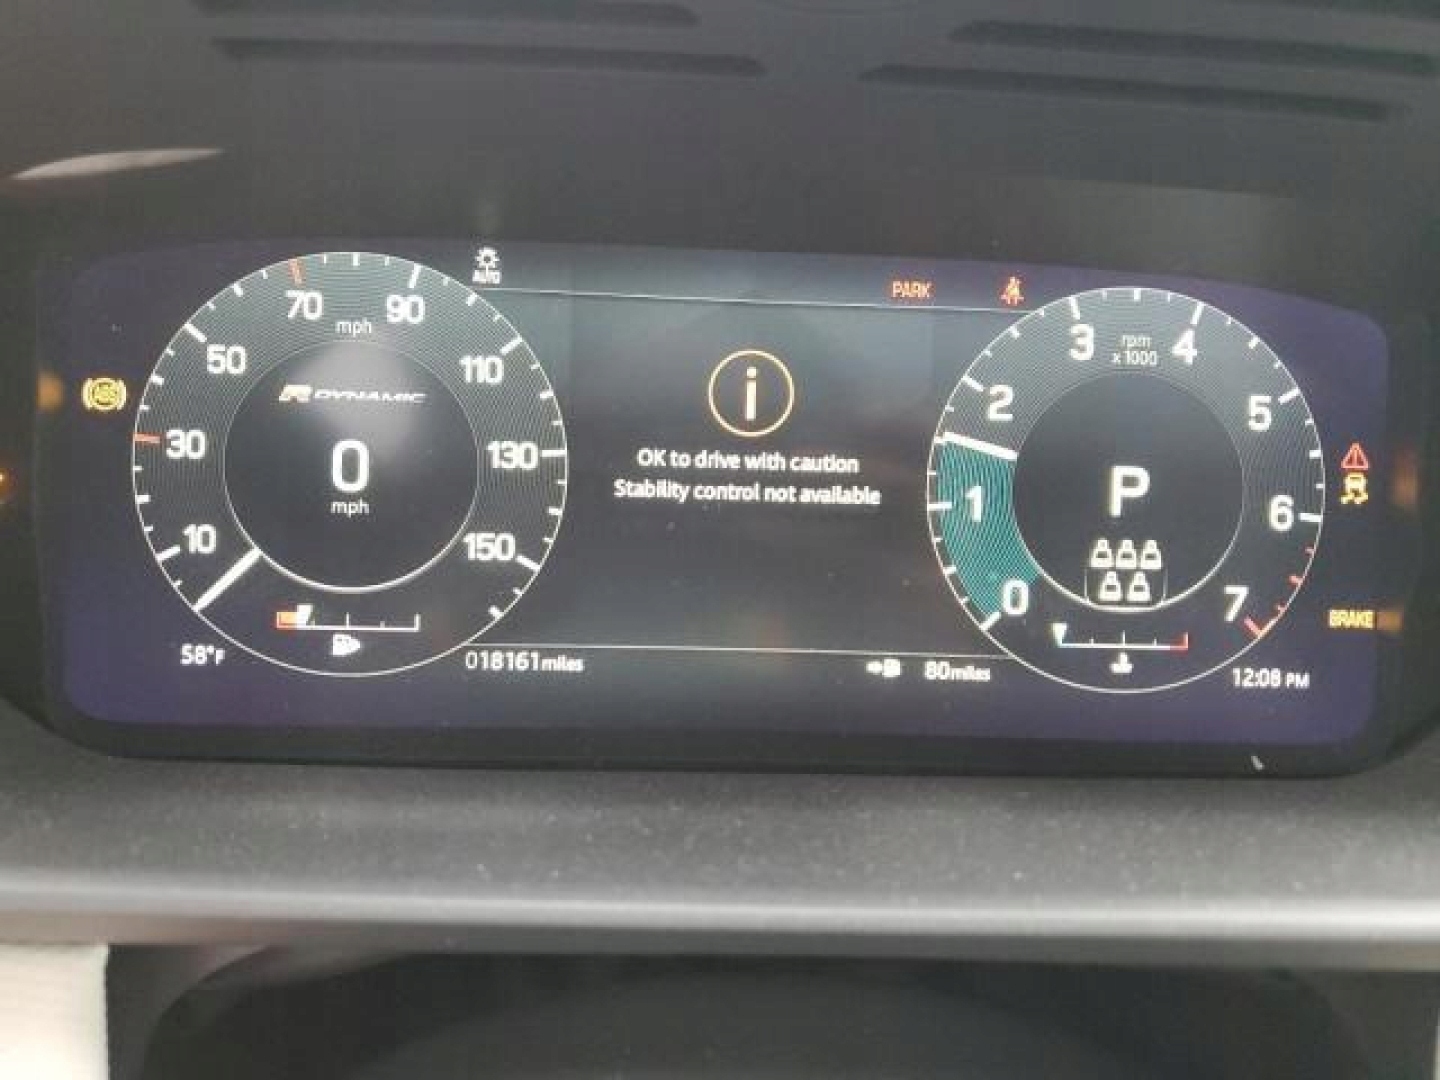 AUTO
PARK
70
90
mph
50
110
30
130
10
150
R DYNAMIC
0
mph
ABS
OK to drive with caution
Stability control not available
3
4
rpm
x 1000
2
5
1
6
0
7
P
BRAKE
58°F
018161 miles
80 miles
12:08 PM